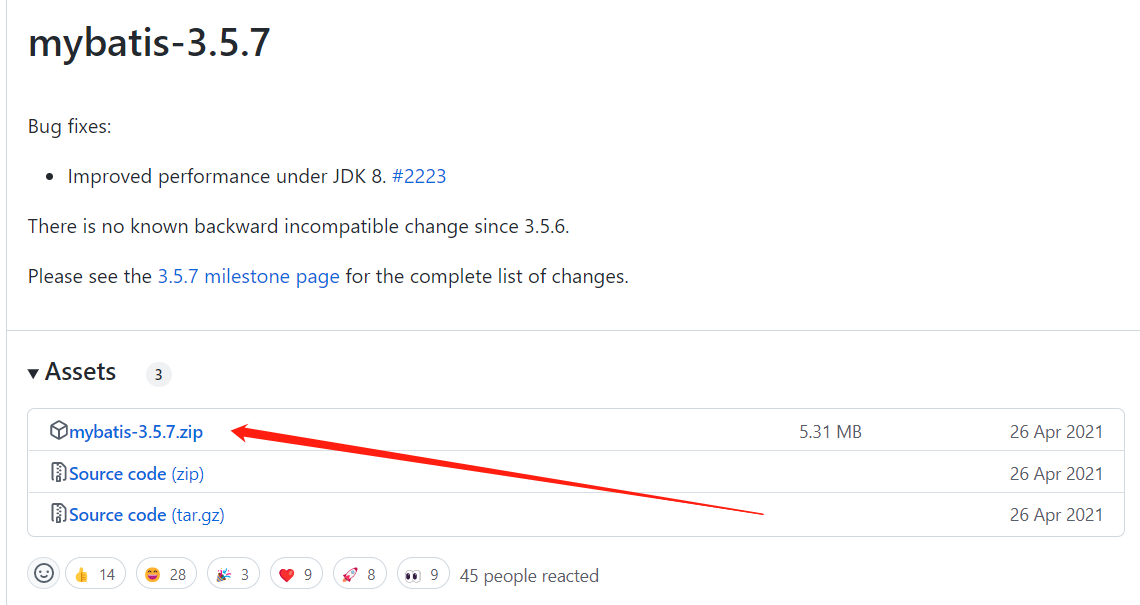 mybatis-3.5.7
Bug fixes:
Improved performance under JDK 8. #2223
There is no known backward incompatible change since 3.5.6.
Please see the 3.5.7 milestone page for the complete list of changes.
Assets 3
mybatis-3.5.7.zip 5.31 MB 26 Apr 2021
Source code (zip) 26 Apr 2021
Source code (tar.gz) 26 Apr 2021
14 28 3 9 8 9 45 people reacted